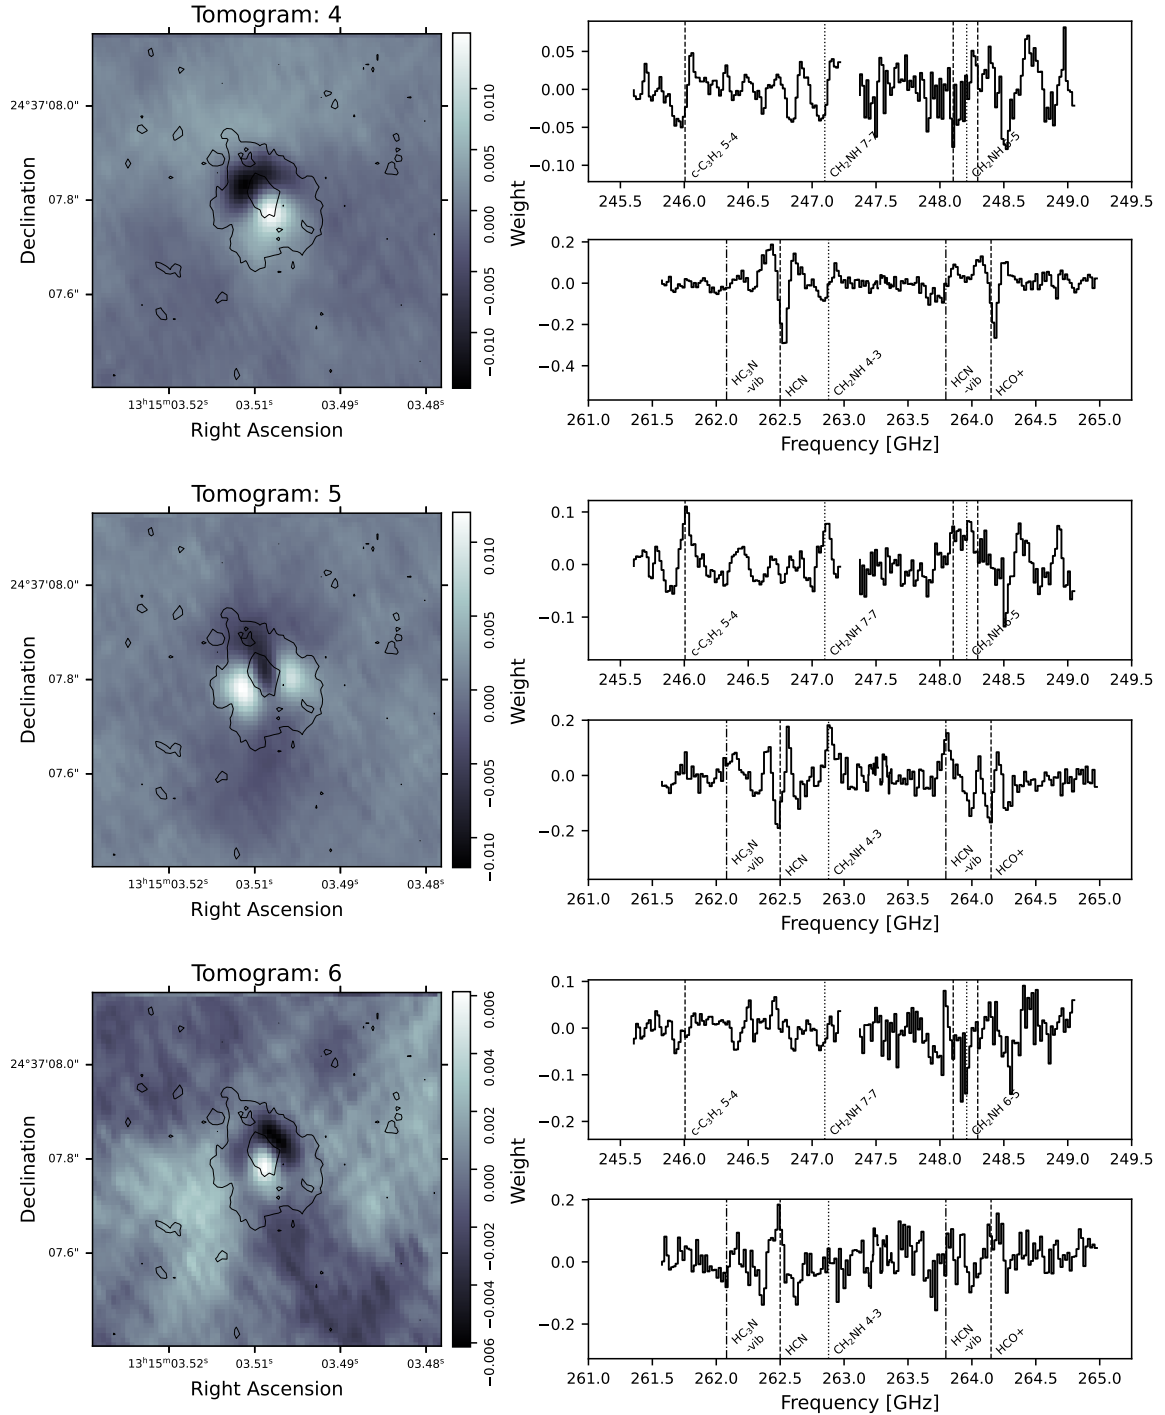 Tomogram: 4
24°37'08.0"
07.8"
07.6"
Declination
13ʰ15ᵐ03.52ˢ 03.51ˢ 03.49ˢ 03.48ˢ
Right Ascension
0.010
0.005
0.000
−0.005
−0.010
Weight
0.05
0.00
−0.05
−0.10
c-C₃H₂ 5-4
CH₂NH 7-7
CH₂NH 6-5
245.5 246.0 246.5 247.0 247.5 248.0 248.5 249.0 249.5
0.2
0.0
−0.2
−0.4
HC₃N
-vib
HCN
CH₂NH 4-3
HCN
-vib
HCO+
261.0 261.5 262.0 262.5 263.0 263.5 264.0 264.5 265.0
Frequency [GHz]
Tomogram: 5
24°37'08.0"
07.8"
07.6"
Declination
13ʰ15ᵐ03.52ˢ 03.51ˢ 03.49ˢ 03.48ˢ
Right Ascension
0.010
0.005
0.000
−0.005
−0.010
Weight
0.1
0.0
−0.1
c-C₃H₂ 5-4
CH₂NH 7-7
CH₂NH 6-5
245.5 246.0 246.5 247.0 247.5 248.0 248.5 249.0 249.5
0.2
0.0
−0.2
HC₃N
-vib
HCN
CH₂NH 4-3
HCN
-vib
HCO+
261.0 261.5 262.0 262.5 263.0 263.5 264.0 264.5 265.0
Frequency [GHz]
Tomogram: 6
24°37'08.0"
07.8"
07.6"
Declination
13ʰ15ᵐ03.52ˢ 03.51ˢ 03.49ˢ 03.48ˢ
Right Ascension
0.006
0.004
0.002
0.000
−0.002
−0.004
−0.006
Weight
0.1
0.0
−0.1
−0.2
c-C₃H₂ 5-4
CH₂NH 7-7
CH₂NH 6-5
245.5 246.0 246.5 247.0 247.5 248.0 248.5 249.0 249.5
0.2
0.0
−0.2
HC₃N
-vib
HCN
CH₂NH 4-3
HCN
-vib
HCO+
261.0 261.5 262.0 262.5 263.0 263.5 264.0 264.5 265.0
Frequency [GHz]